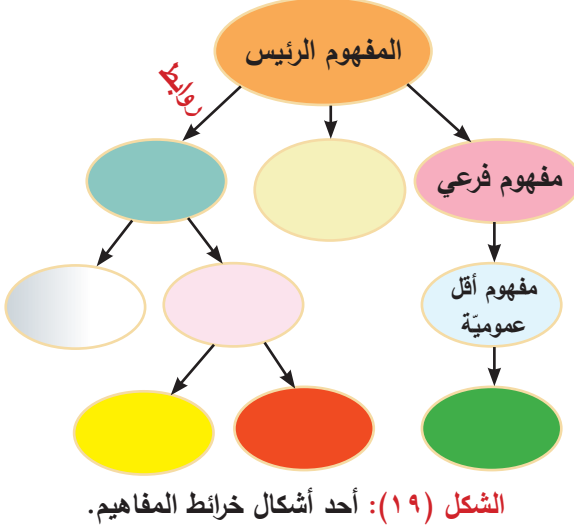 المفهوم الرئيس
روابط
مفهوم فرعي
مفهوم أقل
عموميّة
الشكل (١٩): أحد أشكال خرائط المفاهيم.